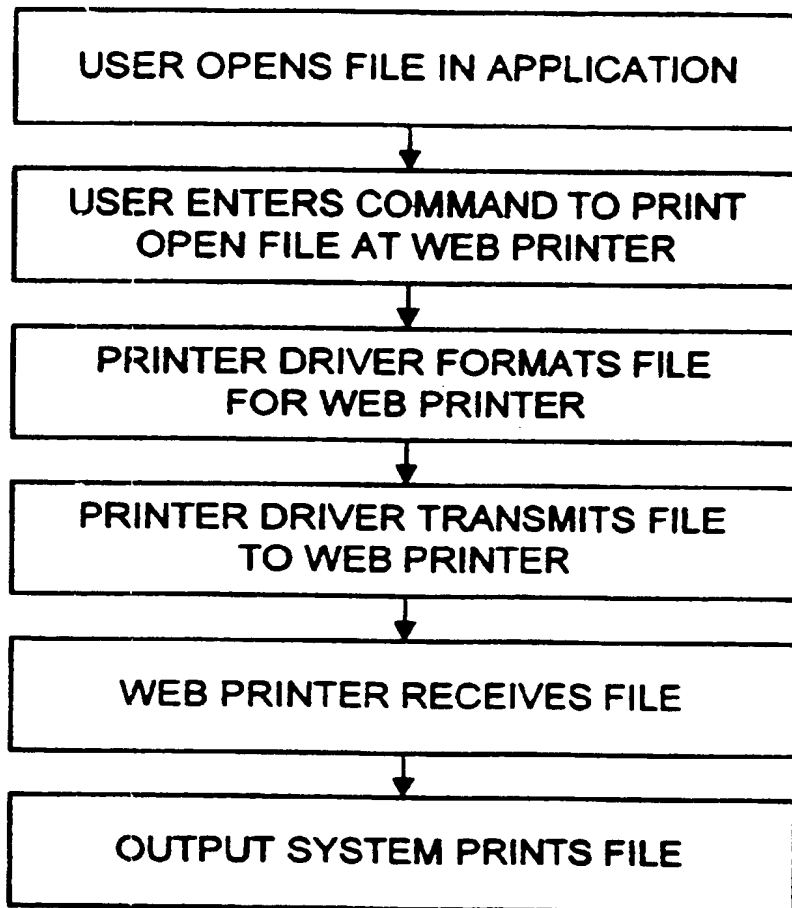 USER OPENS FILE IN APPLICATION
USER ENTERS COMMAND TO PRINT
OPEN FILE AT WEB PRINTER
PRINTER DRIVER FORMATS FILE
FOR WEB PRINTER
PRINTER DRIVER TRANSMITS FILE
TO WEB PRINTER
WEB PRINTER RECEIVES FILE
OUTPUT SYSTEM PRINTS FILE